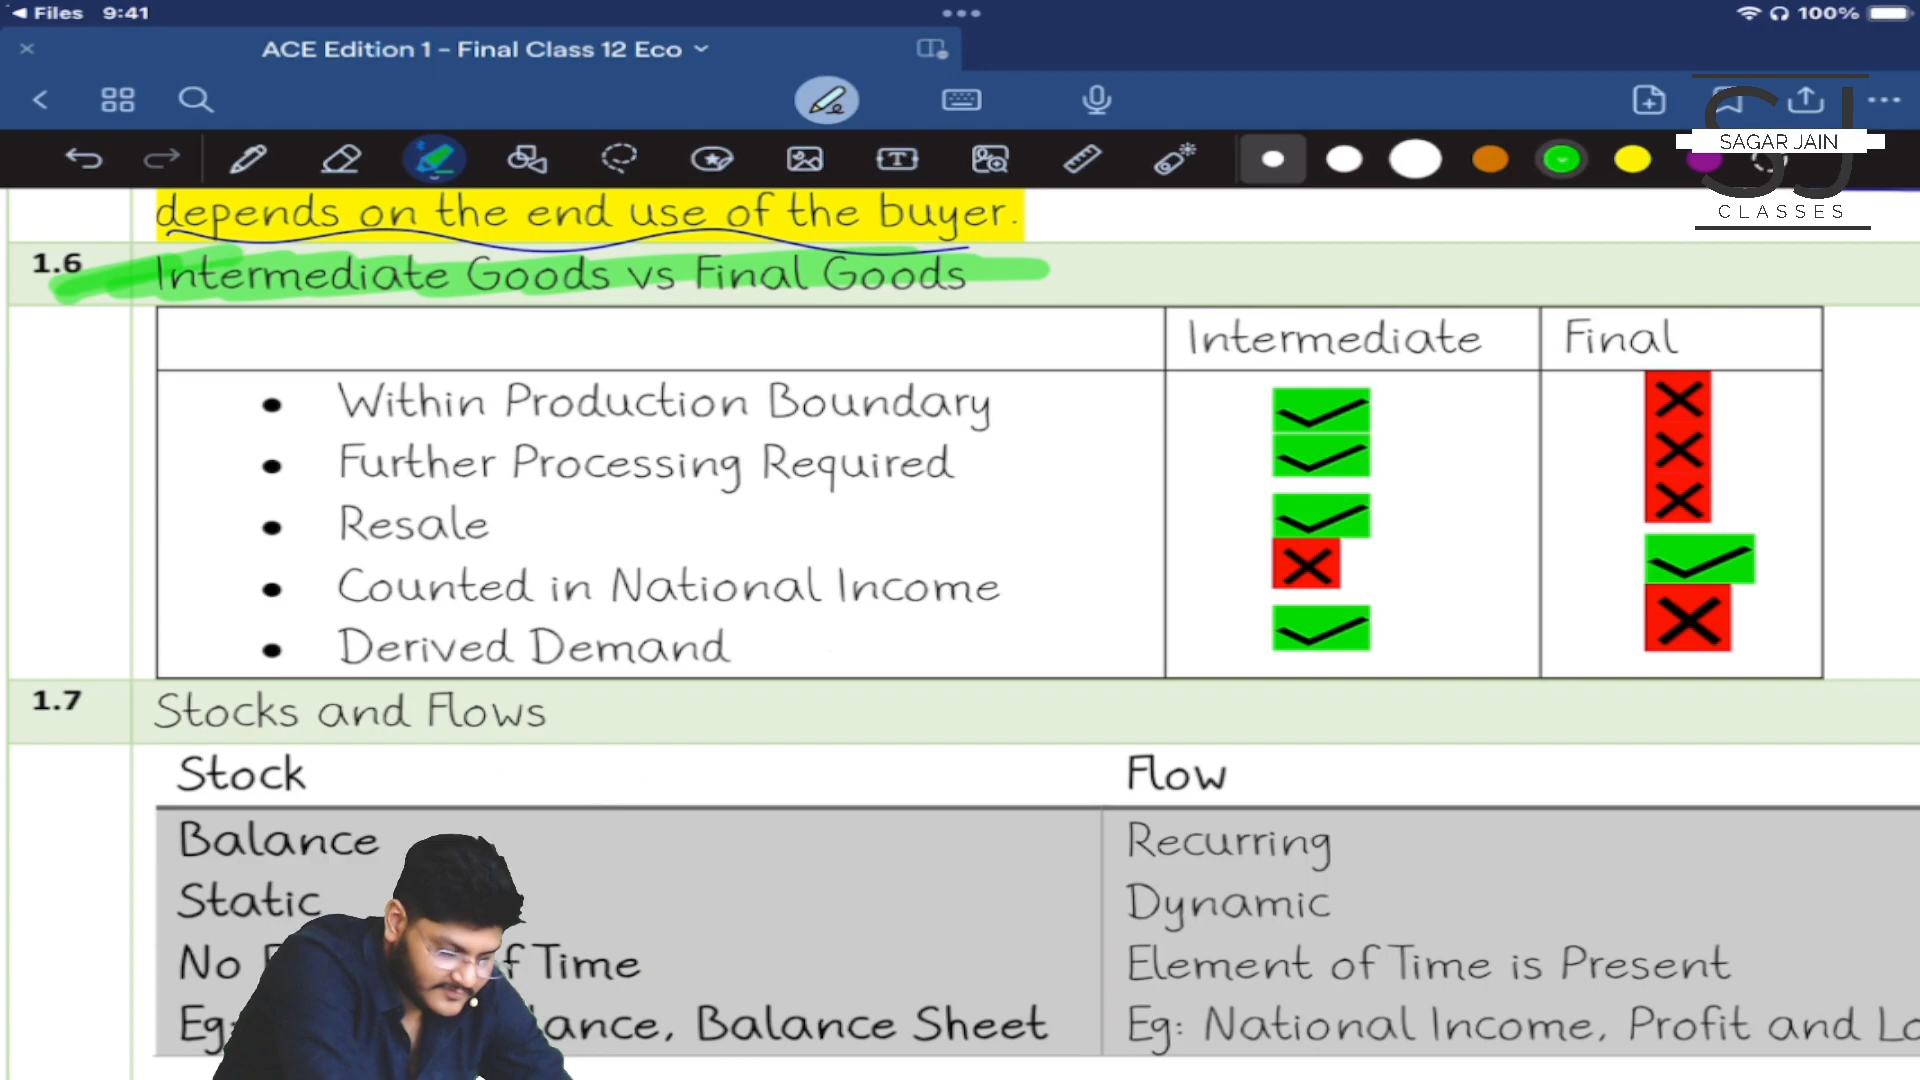 Files 9:41 100%
ACE Edition 1 - Final Class 12 Eco
SAGAR JAIN
SJ
CLASSES
depends on the end use of the buyer.
1.6 Intermediate Goods vs Final Goods
Intermediate Final
Within Production Boundary
Further Processing Required
Resale
Counted in National Income
Derived Demand
1.7 Stocks and Flows
Stock Flow
Balance Recurring
Static Dynamic
No Time Element of Time is Present
Eg: Balance Sheet Eg: National Income, Profit and